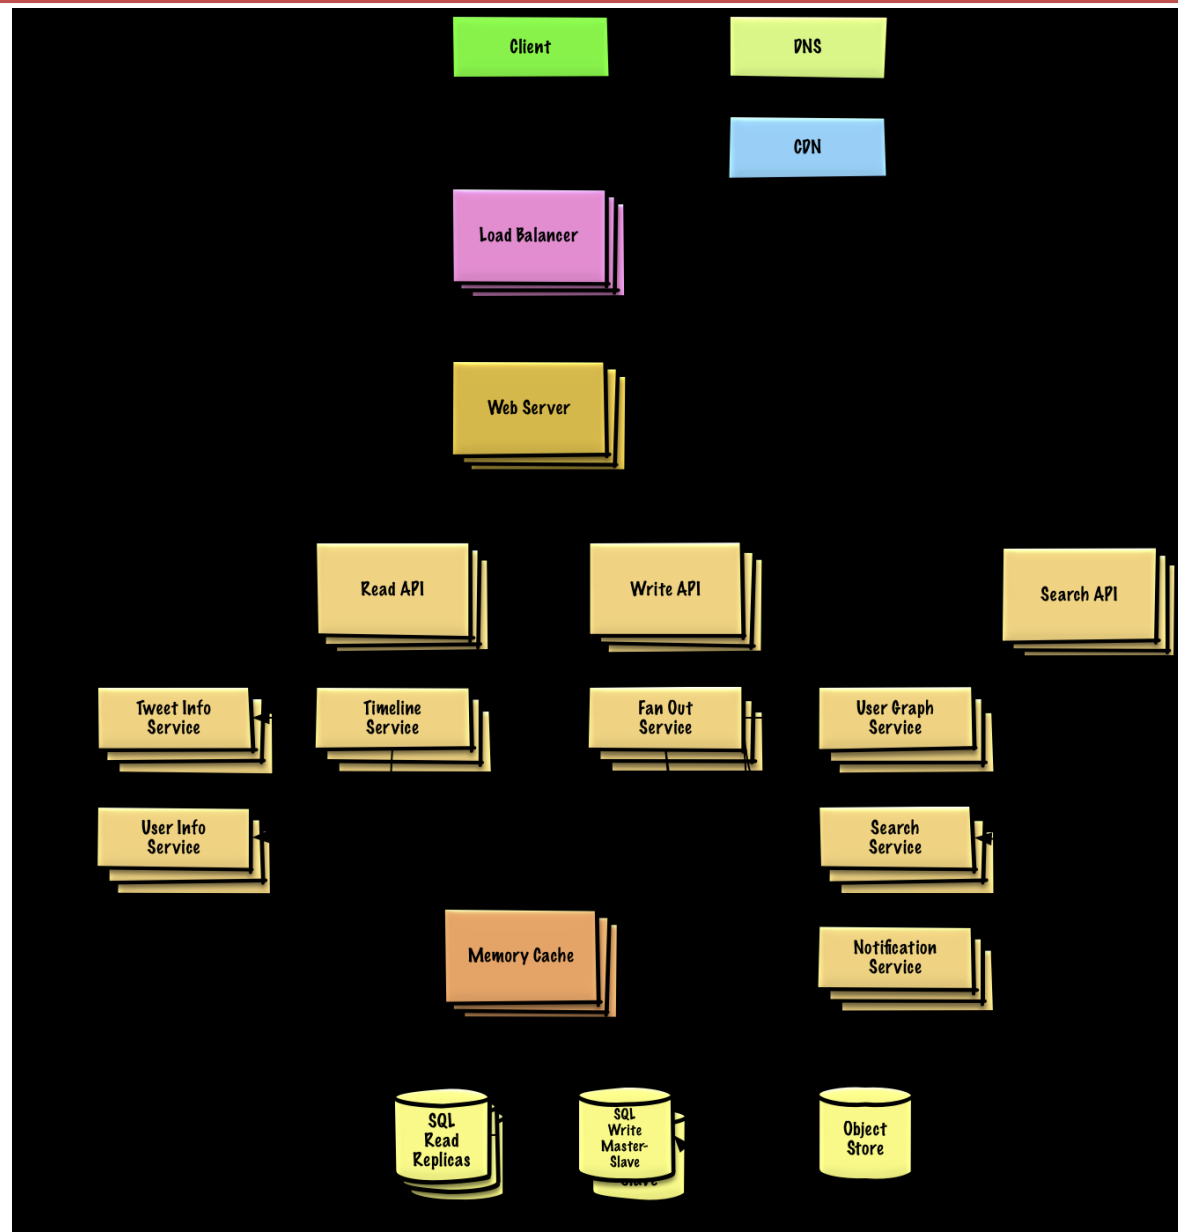 Client
DNS
CDN
Load Balancer
Web Server
Read API
Write API
Search API
Tweet Info
Service
Timeline
Service
Fan Out
Service
User Graph
Service
User Info
Service
Search
Service
Memory Cache
Notification
Service
SQL
Read
Replicas
SQL
Write
Master-
Slave
Slave
Object
Store